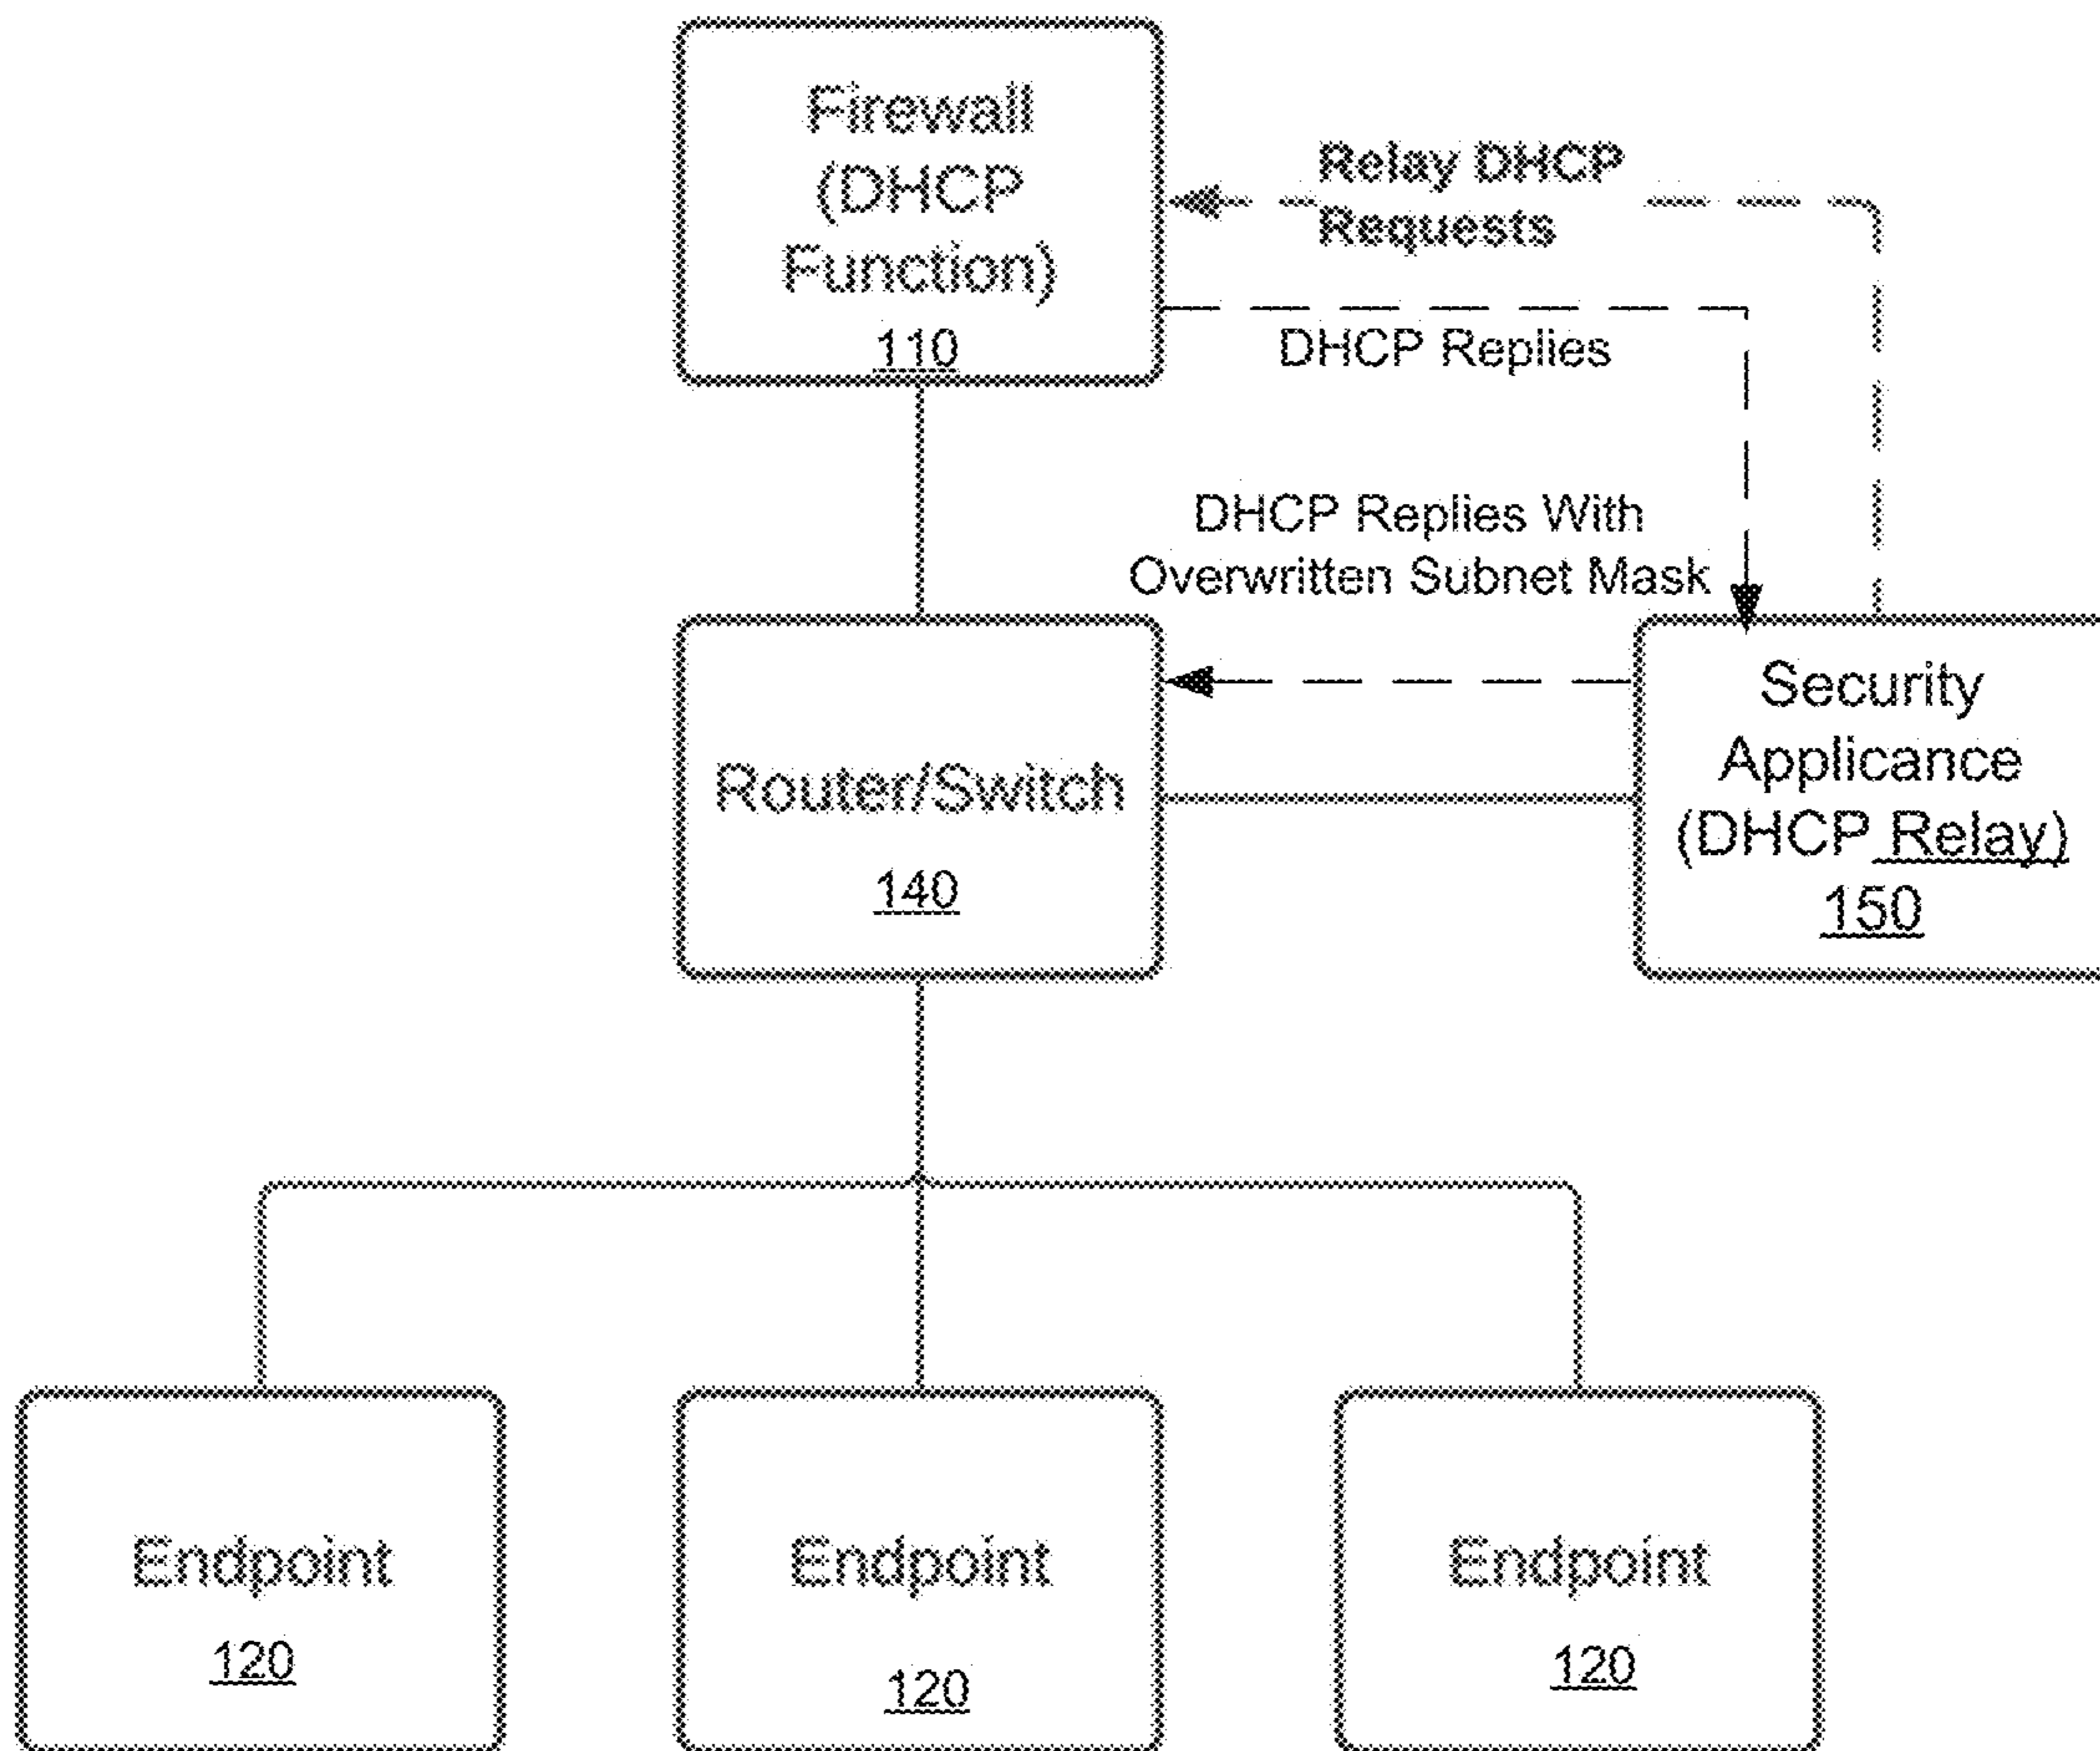 Firewall
(DHCP
Function)
110
Relay DHCP
Requests
DHCP Replies
DHCP Replies With
Overwritten Subnet Mask
Router/Switch
140
Security
Applicance
(DHCP Relay)
150
Endpoint
120
Endpoint
120
Endpoint
120